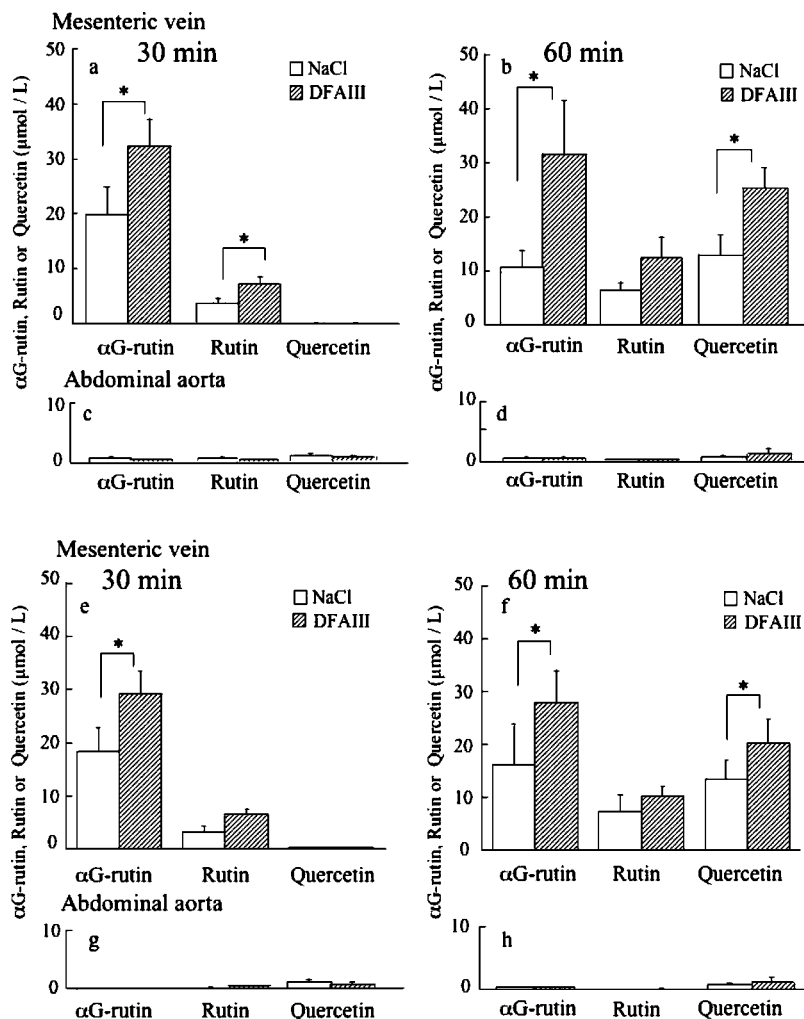 Mesenteric vein
30 min
60 min
αG-rutin, Rutin or Quercetin (μmol / L)
50
40
30
20
10
0
a
*
*
NaCl
DFAIII
αG-rutin Rutin Quercetin
αG-rutin, Rutin or Quercetin (μmol / L)
50
40
30
20
10
0
b
*
*
NaCl
DFAIII
αG-rutin Rutin Quercetin
Abdominal aorta
10
0
c
αG-rutin Rutin Quercetin
10
0
d
αG-rutin Rutin Quercetin
Mesenteric vein
30 min
60 min
αG-rutin, Rutin or Quercetin (μmol / L)
50
40
30
20
10
0
e
*
NaCl
DFAIII
αG-rutin Rutin Quercetin
αG-rutin, Rutin or Quercetin (μmol / L)
50
40
30
20
10
0
f
*
*
NaCl
DFAIII
αG-rutin Rutin Quercetin
Abdominal aorta
10
0
g
αG-rutin Rutin Quercetin
10
0
h
αG-rutin Rutin Quercetin